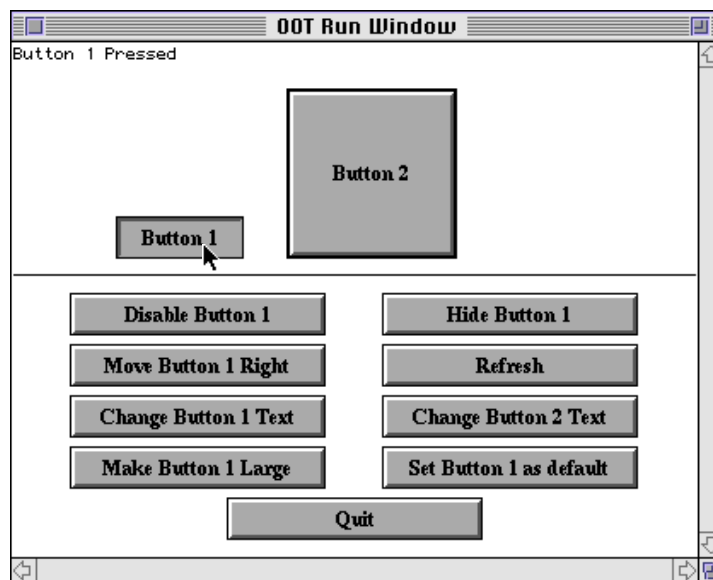 OOT Run Window
Button 1 Pressed
Button 2
Button 1
Disable Button 1
Hide Button 1
Move Button 1 Right
Refresh
Change Button 1 Text
Change Button 2 Text
Make Button 1 Large
Set Button 1 as default
Quit